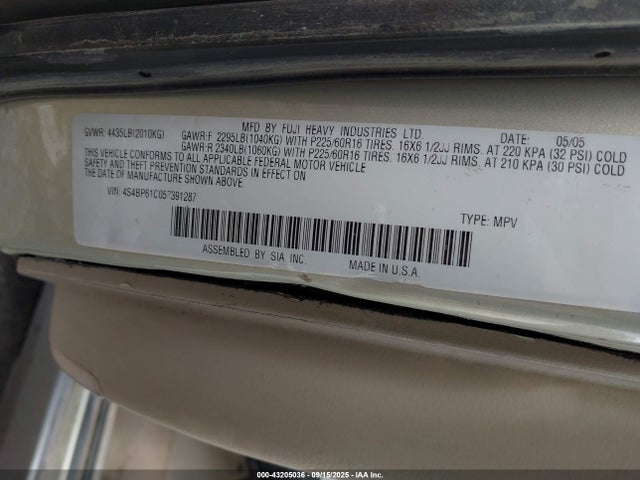 MFD BY FUJI HEAVY INDUSTRIES LTD. DATE: 05/05
GVWR: 4435LB(2010KG) GAWR:F 2295LB(1040KG) WITH P225/60R16 TIRES. 16X6 1/2JJ RIMS. AT 220 KPA (32 PSI) COLD
GAWR:R 2340LB(1060KG) WITH P225/60R16 TIRES. 16X6 1/2JJ RIMS. AT 210 KPA (30 PSI) COLD
THIS VEHICLE CONFORMS TO ALL APPLICABLE FEDERAL MOTOR VEHICLE
SAFETY AND THEFT PREVENTION STANDARDS IN EFFECT ON
THE DATE OF MANUFACTURE SHOWN ABOVE.
VIN: 4S4BP61C057391287 TYPE: MPV
ASSEMBLED BY SIA INC. MADE IN U.S.A.
000-43205036 - 09/15/2025 - IAA Inc.